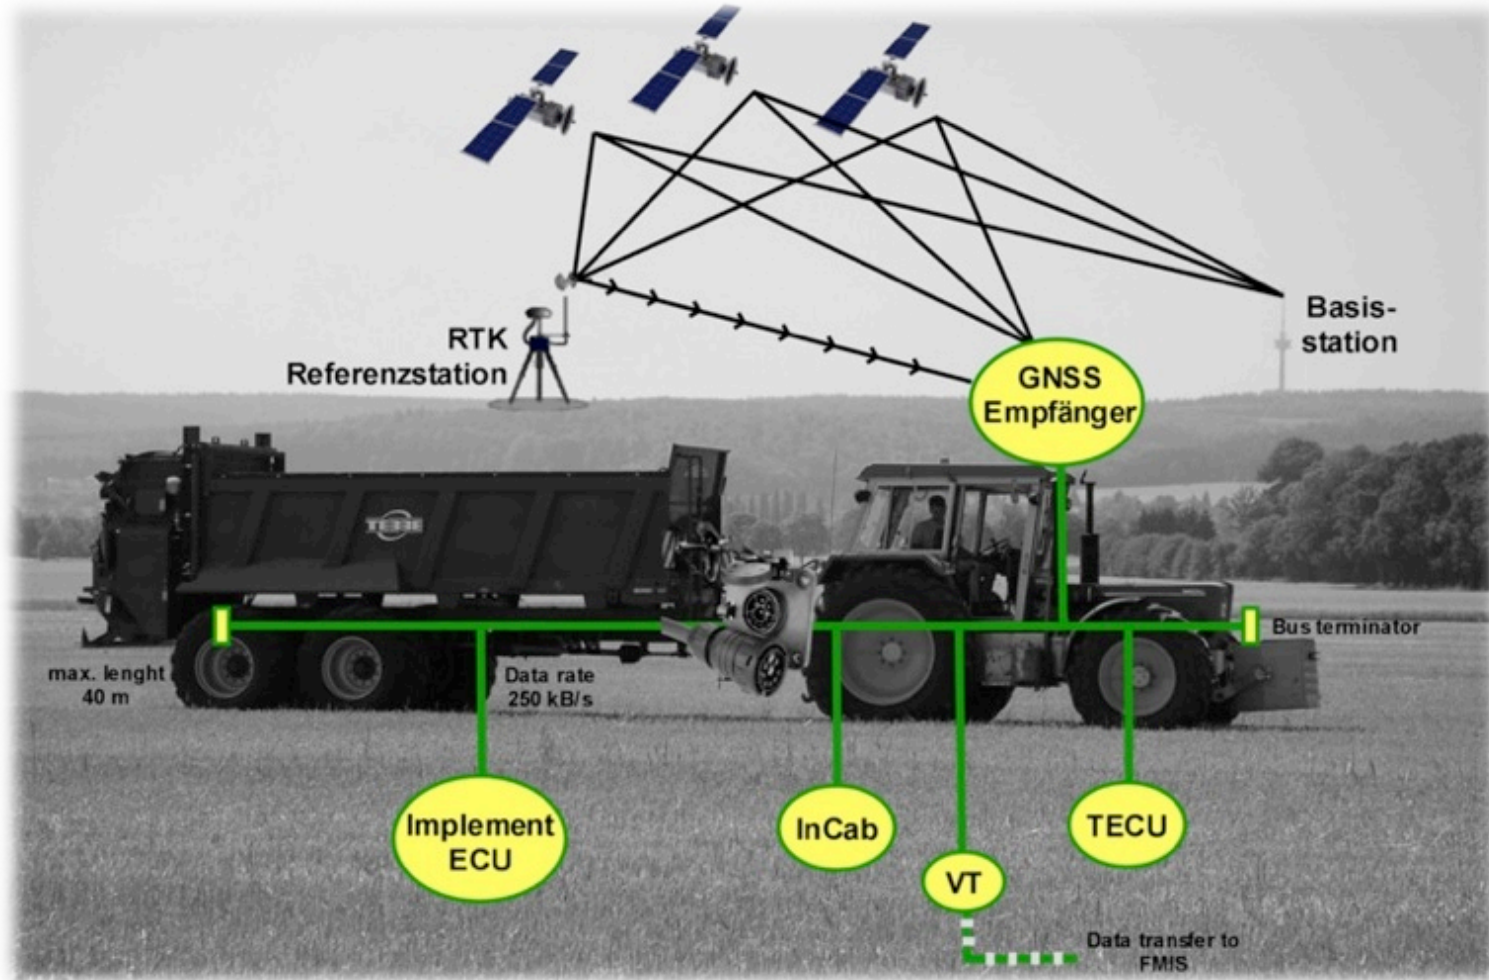 RTK
Referenzstation
Basis-
station
GNSS
Empfänger
TEBBE
Bus terminator
max. lenght
40 m
Data rate
250 kB/s
Implement
ECU
InCab
TECU
VT
Data transfer to
FMIS